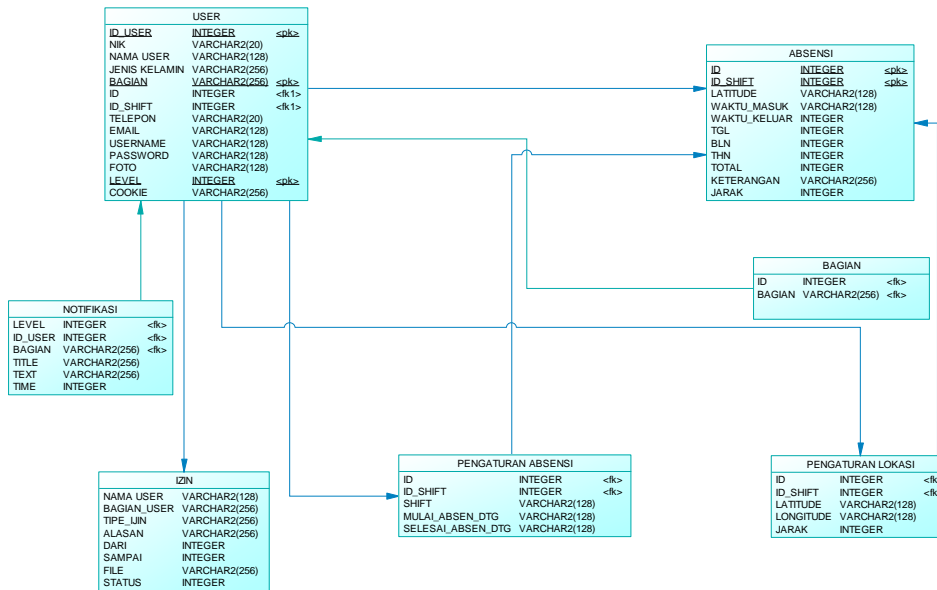 USER
ID_USER INTEGER <pk>
NIK VARCHAR2(20)
NAMA USER VARCHAR2(128)
JENIS KELAMIN VARCHAR2(256)
BAGIAN VARCHAR2(256) <pk>
ID INTEGER <fk1>
ID_SHIFT INTEGER <fk1>
TELEPON VARCHAR2(20)
EMAIL VARCHAR2(128)
USERNAME VARCHAR2(128)
PASSWORD VARCHAR2(128)
FOTO VARCHAR2(128)
LEVEL INTEGER <pk>
COOKIE VARCHAR2(256)
ABSENSI
ID INTEGER <pk>
ID_SHIFT INTEGER <pk>
LATITUDE VARCHAR2(128)
WAKTU_MASUK VARCHAR2(128)
WAKTU_KELUAR INTEGER
TGL INTEGER
BLN INTEGER
THN INTEGER
TOTAL INTEGER
KETERANGAN VARCHAR2(256)
JARAK INTEGER
BAGIAN
ID INTEGER <fk>
BAGIAN VARCHAR2(256) <fk>
NOTIFIKASI
LEVEL INTEGER <fk>
ID_USER INTEGER <fk>
BAGIAN VARCHAR2(256) <fk>
TITLE VARCHAR2(256)
TEXT VARCHAR2(256)
TIME INTEGER
IZIN
NAMA USER VARCHAR2(128)
BAGIAN_USER VARCHAR2(256)
TIPE_IJIN VARCHAR2(256)
ALASAN VARCHAR2(256)
DARI INTEGER
SAMPAI INTEGER
FILE VARCHAR2(256)
STATUS INTEGER
PENGATURAN ABSENSI
ID INTEGER <fk>
ID_SHIFT INTEGER <fk>
SHIFT VARCHAR2(128)
MULAI_ABSEN_DTG VARCHAR2(128)
SELESAI_ABSEN_DTG VARCHAR2(128)
PENGATURAN LOKASI
ID INTEGER <fk
ID_SHIFT INTEGER <fk
LATITUDE VARCHAR2(128)
LONGITUDE VARCHAR2(128)
JARAK INTEGER